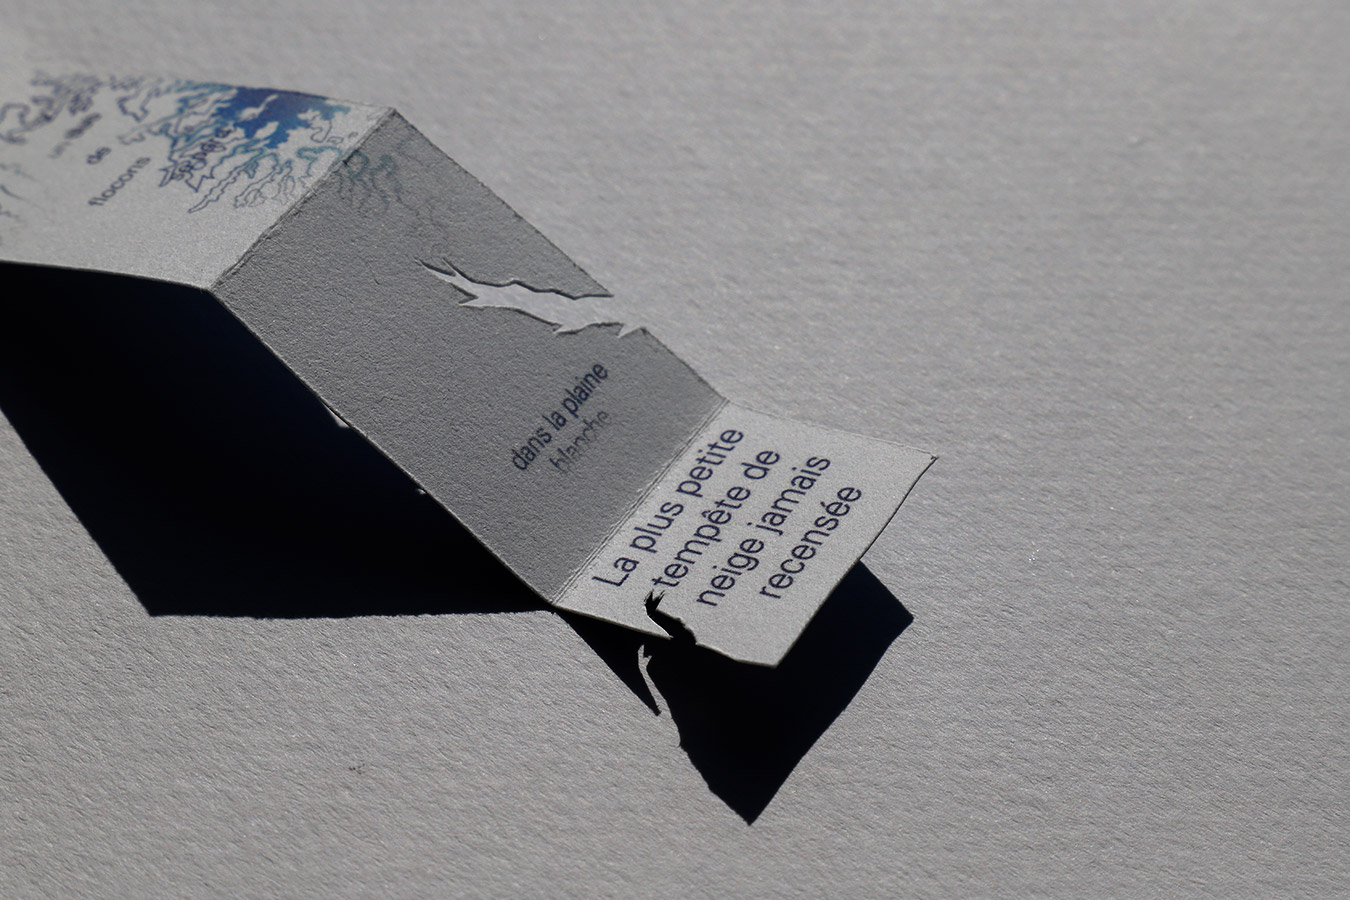 La plus petite
tempête de
neige jamais
recensée
dans la plaine
blanche
de
flocons